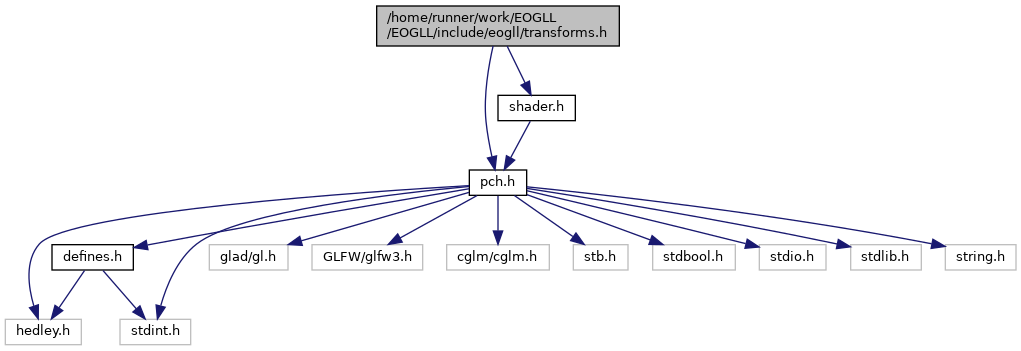 /home/runner/work/EOGLL
/EOGLL/include/eogll/transforms.h
shader.h
pch.h
defines.h
glad/gl.h
GLFW/glfw3.h
cglm/cglm.h
stb.h
stdbool.h
stdio.h
stdlib.h
string.h
hedley.h
stdint.h